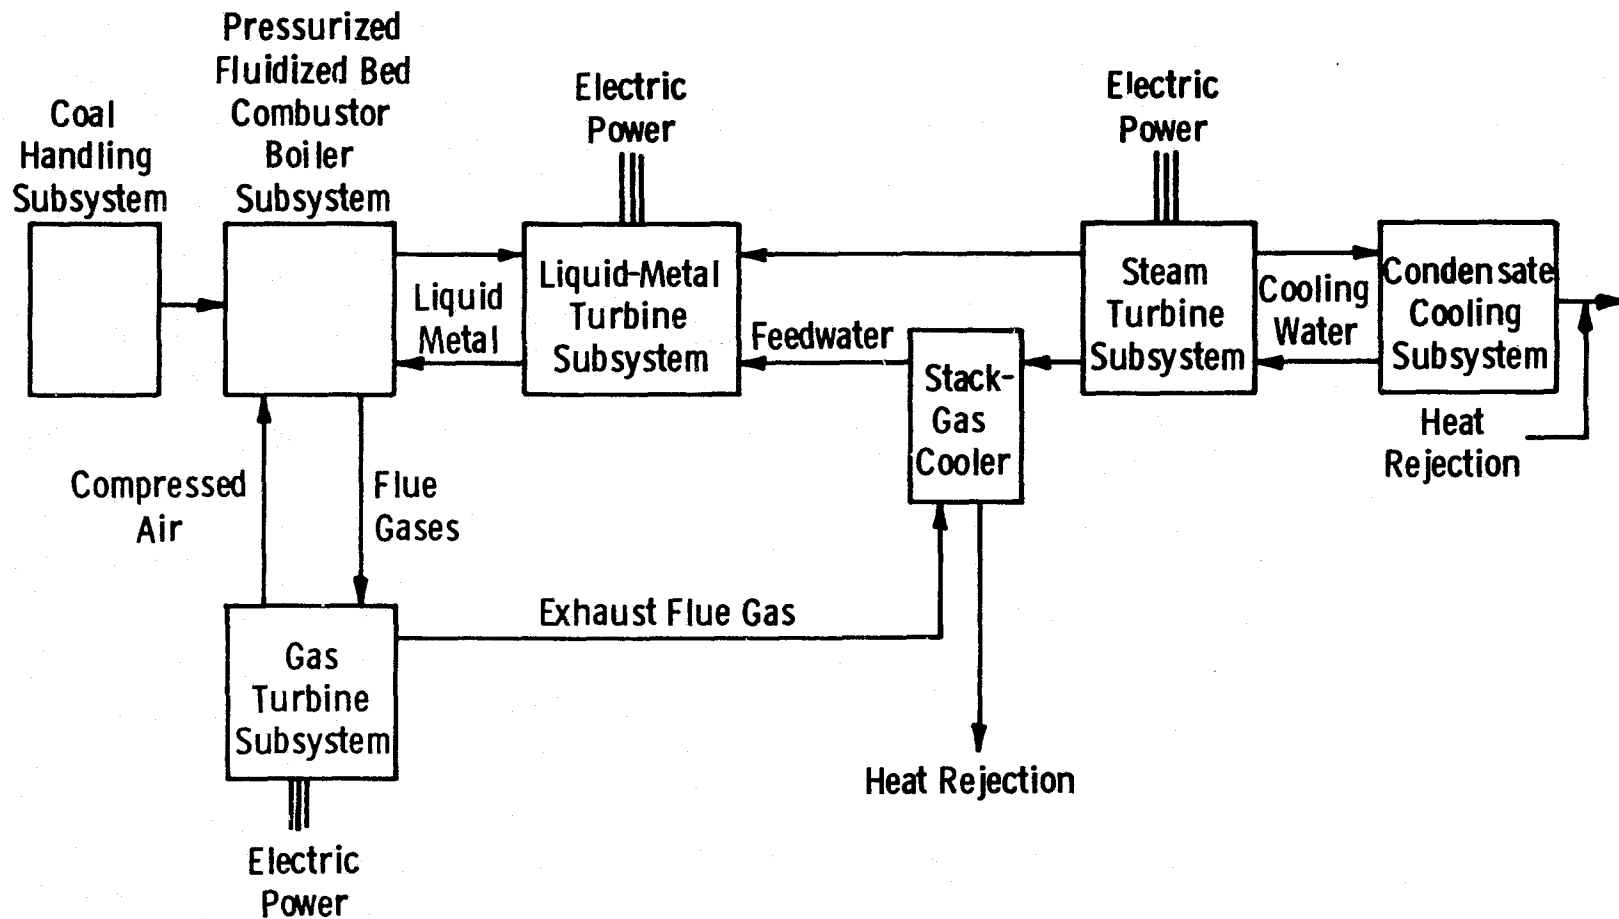 Coal
Handling
Subsystem
Pressurized
Fluidized Bed
Combustor
Boiler
Subsystem
Electric
Power
Electric
Power
Liquid
Metal
Liquid-Metal
Turbine
Subsystem
Feedwater
Stack-
Gas
Cooler
Steam
Turbine
Subsystem
Cooling
Water
Condensate
Cooling
Subsystem
Heat
Rejection
Compressed
Air
Flue
Gases
Exhaust Flue Gas
Gas
Turbine
Subsystem
Heat Rejection
Electric
Power